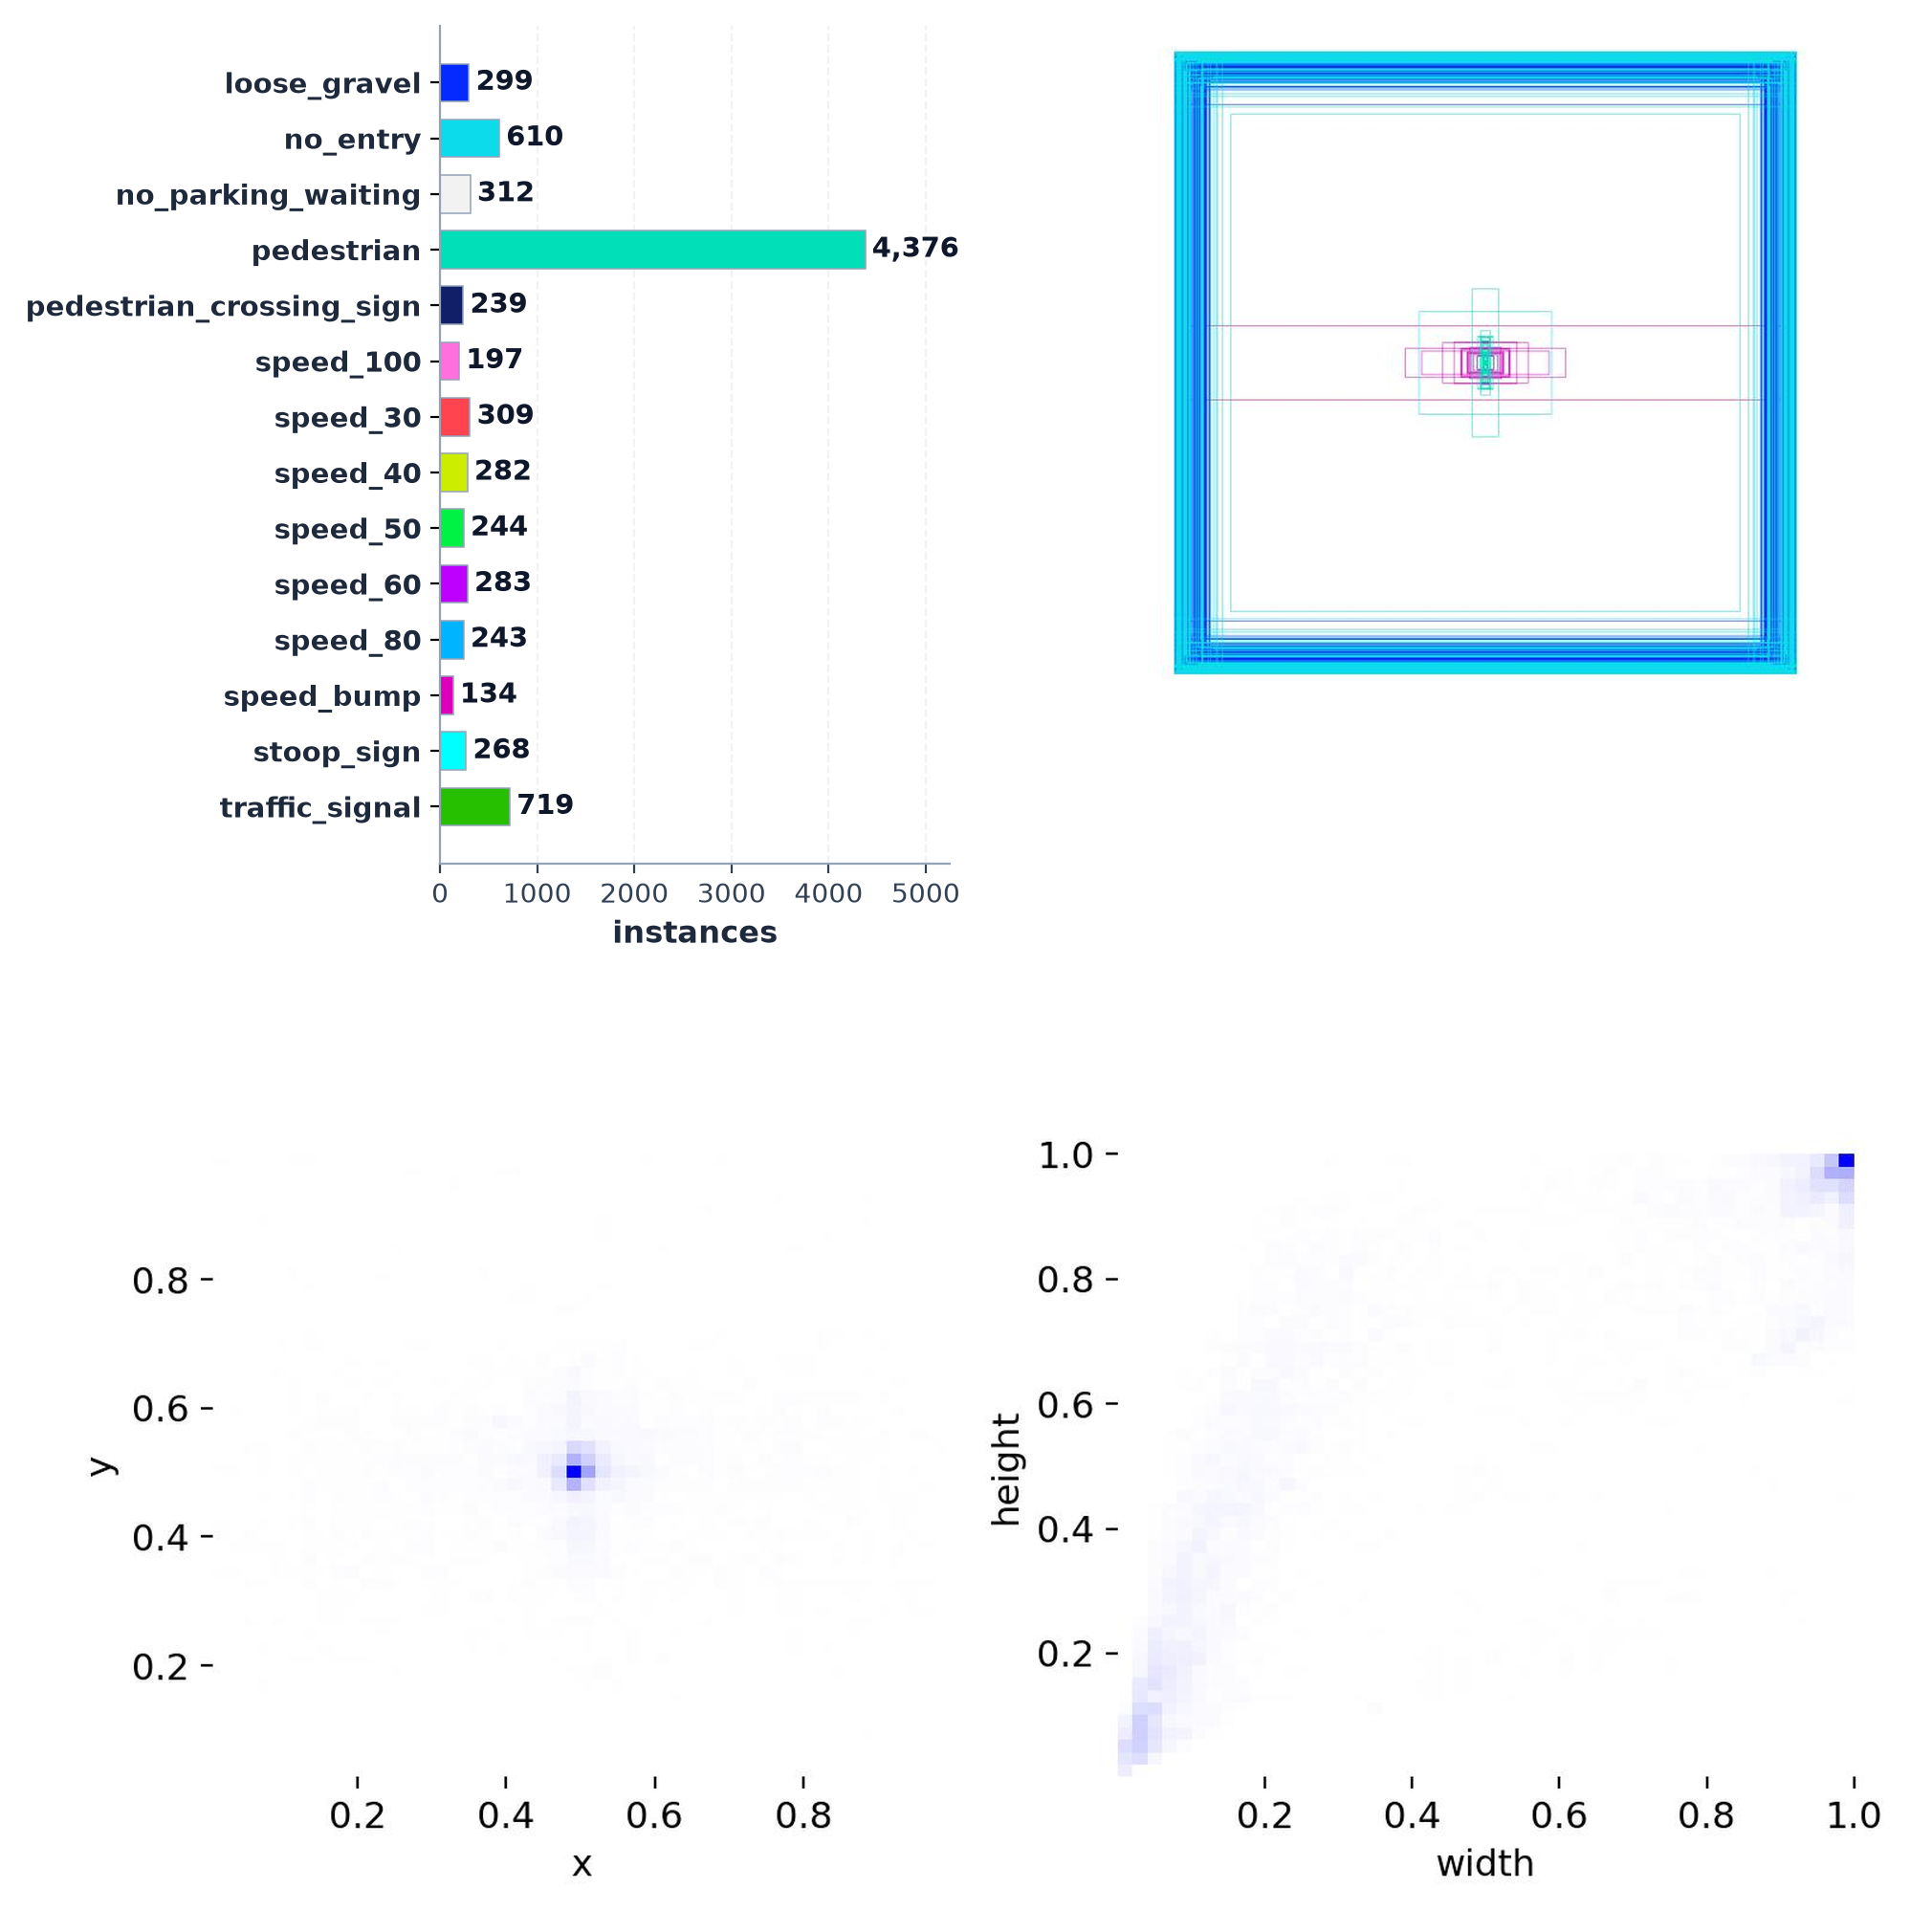 loose_gravel 299
no_entry 610
no_parking_waiting 312
pedestrian 4,376
pedestrian_crossing_sign 239
speed_100 197
speed_30 309
speed_40 282
speed_50 244
speed_60 283
speed_80 243
speed_bump 134
stoop_sign 268
traffic_signal 719
0 1000 2000 3000 4000 5000
instances
0.8
0.6
y
0.4
0.2
0.2 0.4 0.6 0.8
x
1.0
0.8
0.6
height
0.4
0.2
0.2 0.4 0.6 0.8 1.0
width